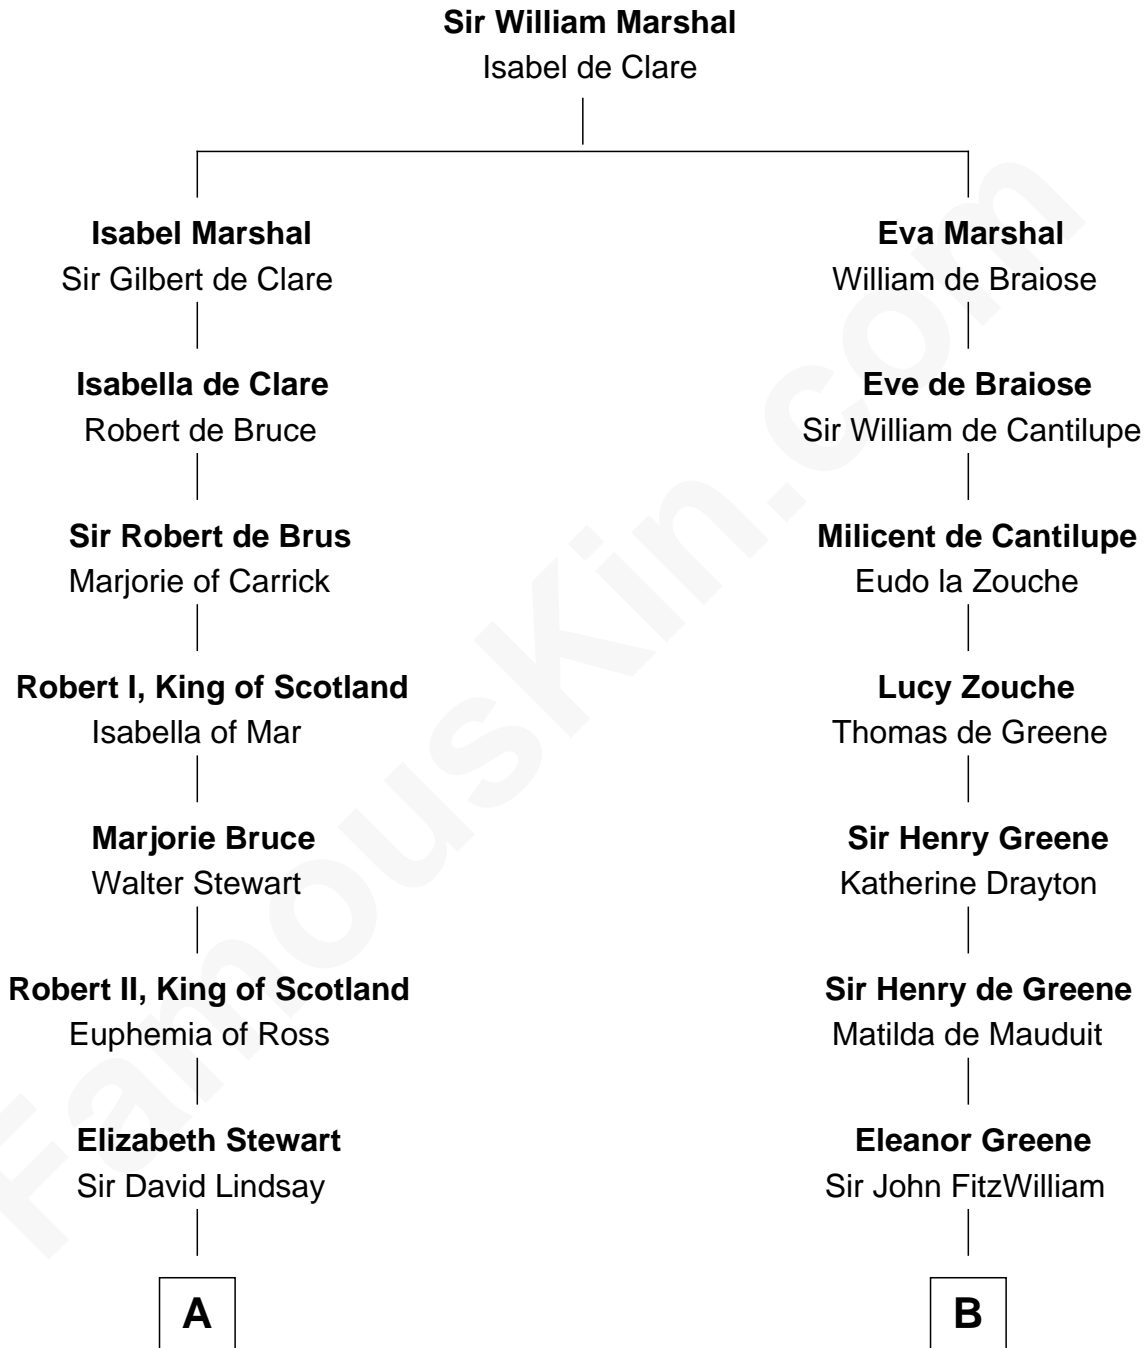 Sir William Marshal
Isabel de Clare
Isabel Marshal
Sir Gilbert de Clare
Eva Marshal
William de Braiose
Isabella de Clare
Robert de Bruce
Eve de Braiose
Sir William de Cantilupe
Sir Robert de Brus
Marjorie of Carrick
Milicent de Cantilupe
Eudo la Zouche
Robert I, King of Scotland
Isabella of Mar
Lucy Zouche
Thomas de Greene
Marjorie Bruce
Walter Stewart
Sir Henry Greene
Katherine Drayton
Robert II, King of Scotland
Euphemia of Ross
Sir Henry de Greene
Matilda de Mauduit
Elizabeth Stewart
Sir David Lindsay
Eleanor Greene
Sir John FitzWilliam
A
B
FamousKin.com